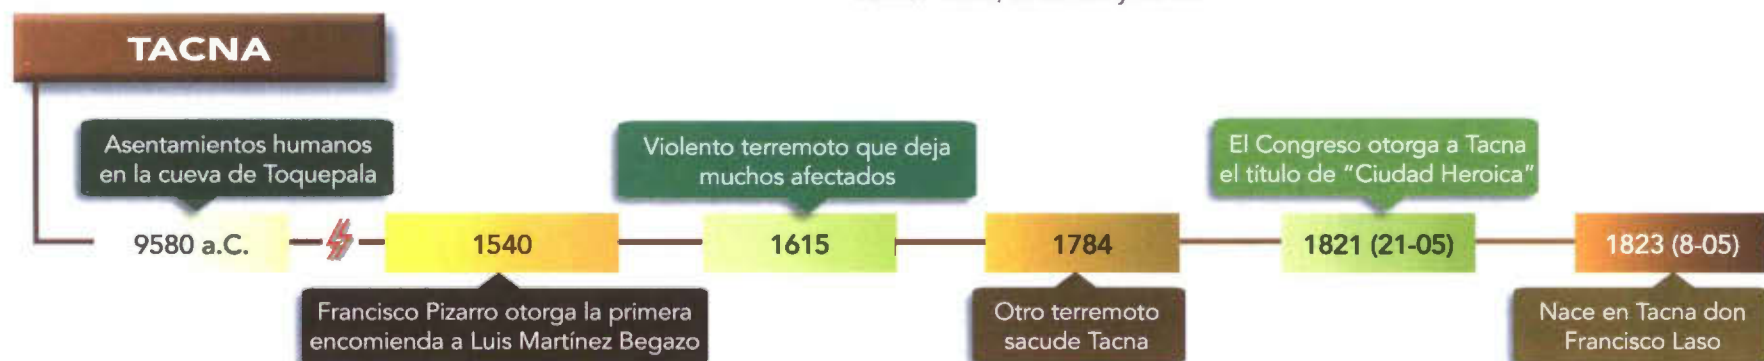 TACNA
Asentamientos humanos
en la cueva de Toquepala
9580 a.C.
1540
Francisco Pizarro otorga la primera
encomienda a Luis Martínez Begazo
Violento terremoto que deja
muchos afectados
1615
1784
Otro terremoto
sacude Tacna
El Congreso otorga a Tacna
el título de "Ciudad Heroica"
1821 (21-05)
1823 (8-05)
Nace en Tacna don
Francisco Laso